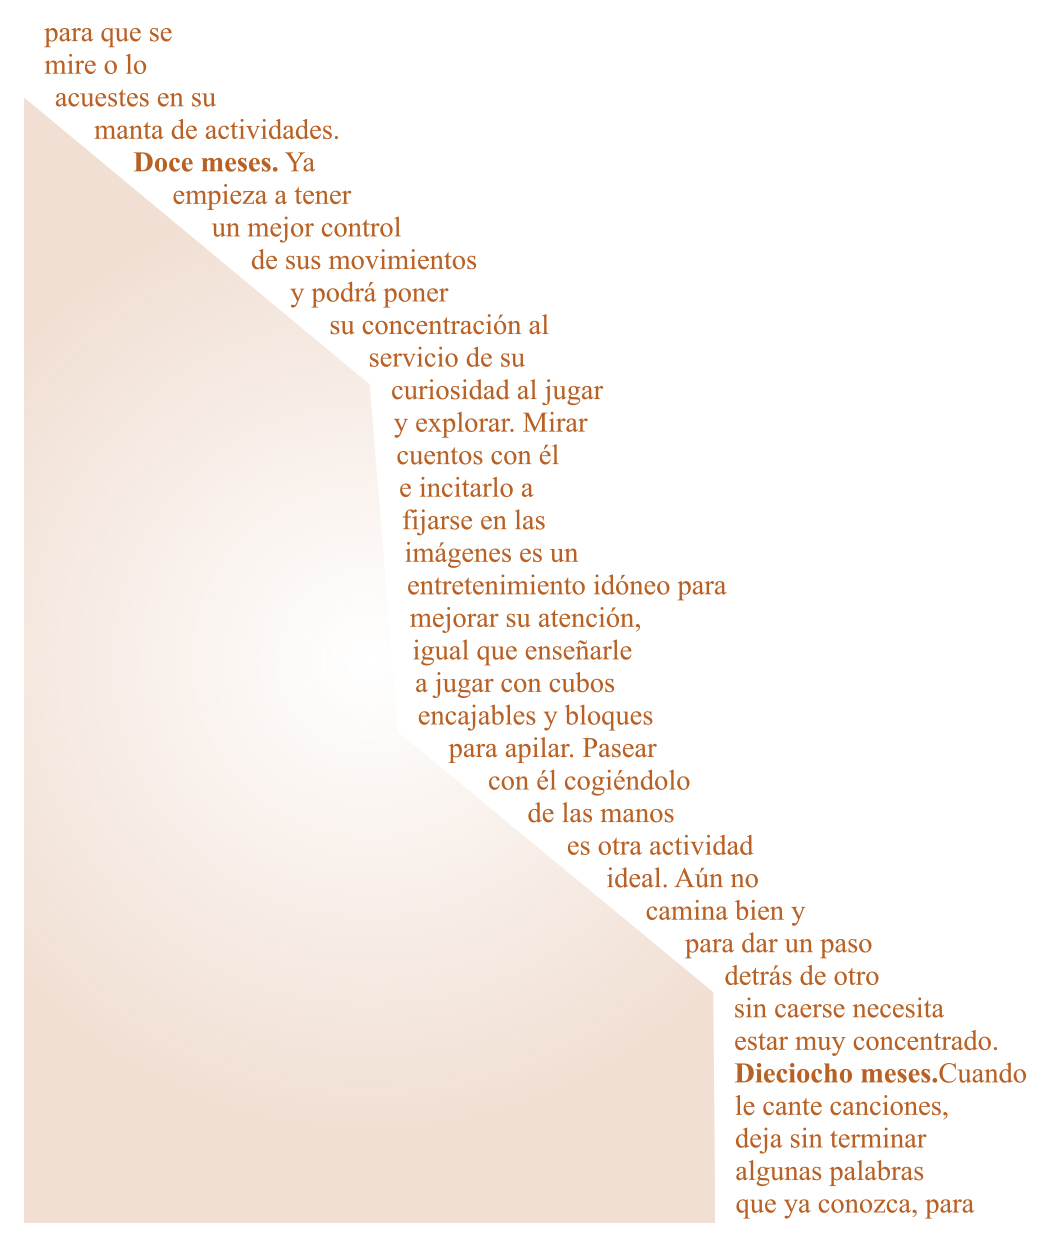 para que se
mire o lo
acuestes en su
manta de actividades.
Doce meses. Ya
empieza a tener
un mejor control
de sus movimientos
y podrá poner
su concentración al
servicio de su
curiosidad al jugar
y explorar. Mirar
cuentos con él
e incitarlo a
fijarse en las
imágenes es un
entretenimiento idóneo para
mejorar su atención,
igual que enseñarle
a jugar con cubos
encajables y bloques
para apilar. Pasear
con él cogiéndolo
de las manos
es otra actividad
ideal. Aún no
camina bien y
para dar un paso
detrás de otro
sin caerse necesita
estar muy concentrado.
Dieciocho meses.Cuando
le cante canciones,
deja sin terminar
algunas palabras
que ya conozca, para